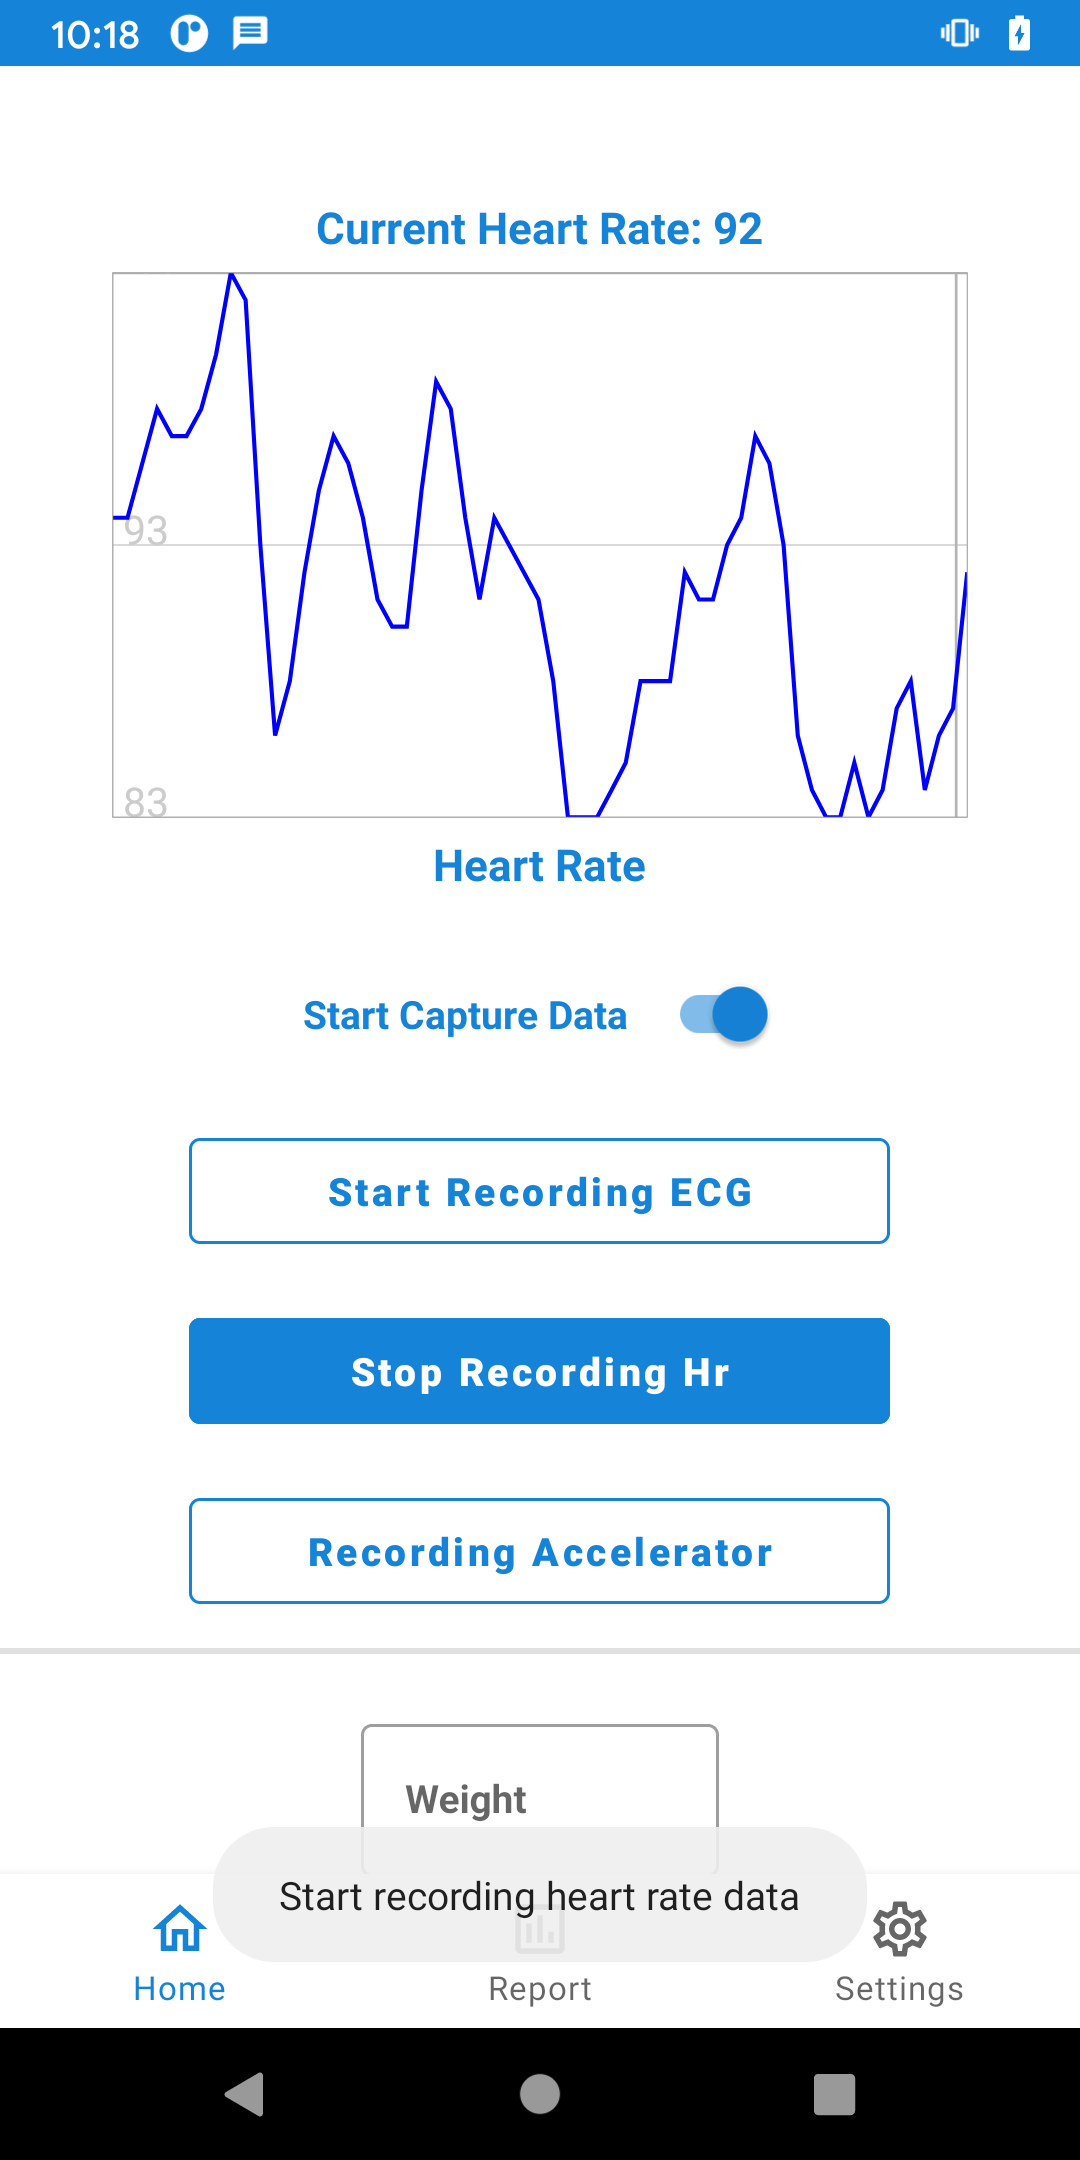 10:18
Current Heart Rate: 92
93
83
Heart Rate
Start Capture Data
Start Recording ECG
Stop Recording Hr
Recording Accelerator
Weight
Start recording heart rate data
Home
Report
Settings